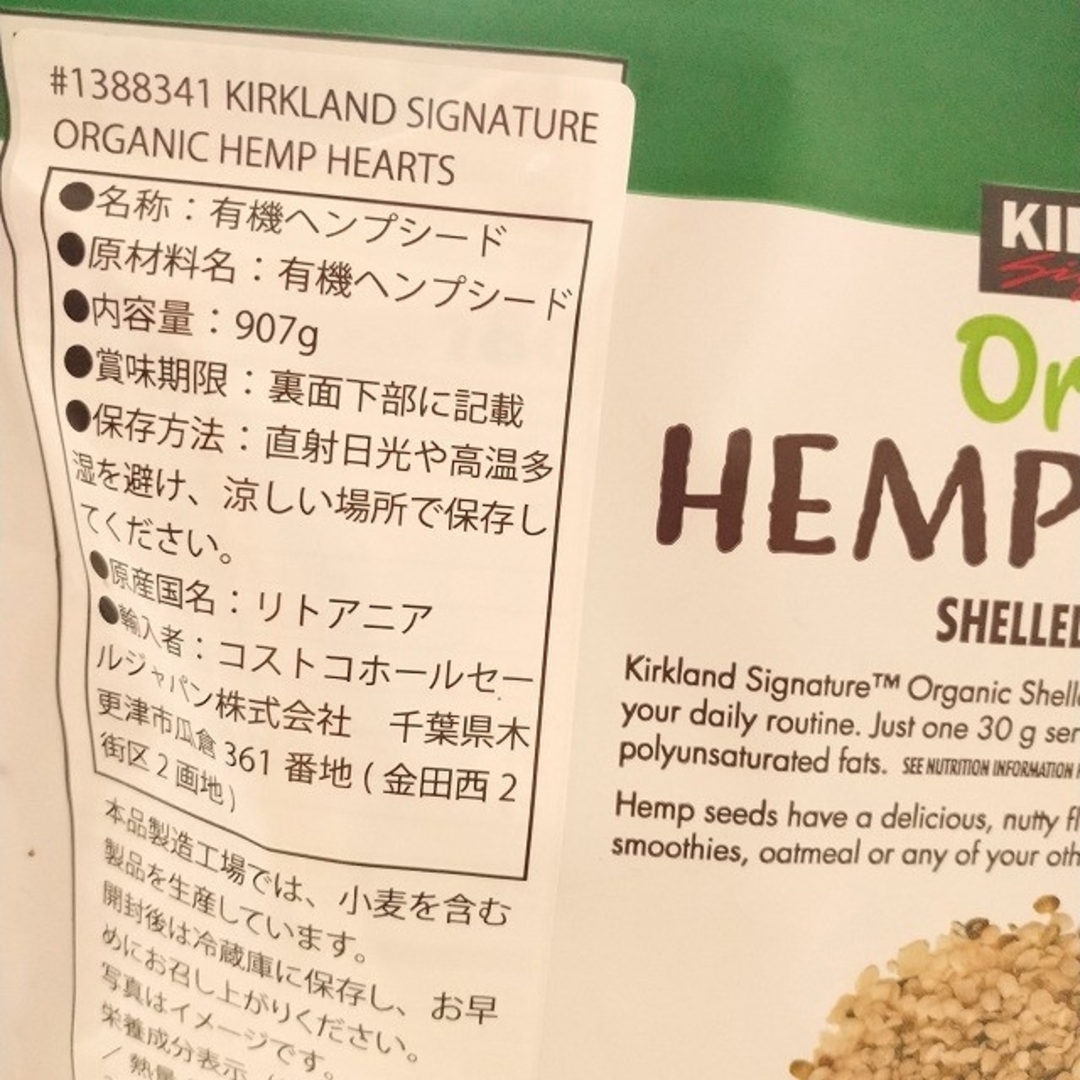 #1388341 KIRKLAND SIGNATURE
ORGANIC HEMP HEARTS
●名称：有機ヘンプシード
●原材料名：有機ヘンプシード
●内容量：907g
●賞味期限：裏面下部に記載
●保存方法：直射日光や高温多
湿を避け、涼しい場所で保存し
てください。
●原産国名：リトアニア
●輸入者：コストコホールセー
ルジャパン株式会社　千葉県木
更津市瓜倉 361 番地 ( 金田西 2
街区 2 画地 )
本品製造工場では、小麦を含む
製品を生産しています。
開封後は冷蔵庫に保存し、お早
めにお召し上がりください。
写真はイメージです。
栄養成分表示
熱量
KI
Or
HEMP
SHELLED
Kirkland Signature™ Organic Shell
your daily routine. Just one 30 g ser
polyunsaturated fats. SEE NUTRITION INFORMATION
Hemp seeds have a delicious, nutty fl
smoothies, oatmeal or any of your oth